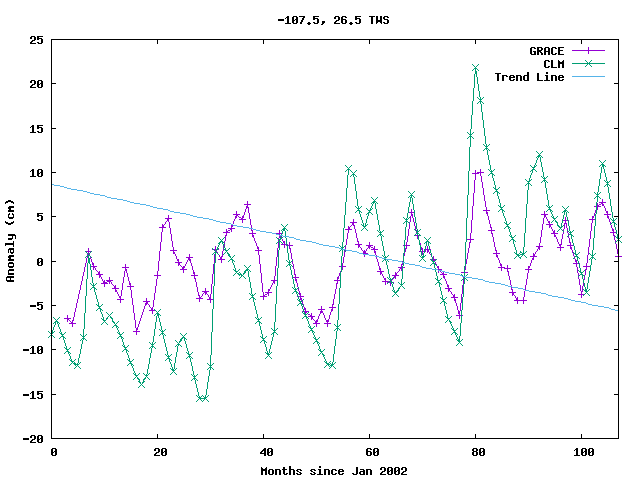 -107.5, 26.5 TWS
GRACE
CLM
Trend Line
25
20
15
10
5
0
-5
-10
-15
-20
Anomaly (cm)
0 20 40 60 80 100
Months since Jan 2002